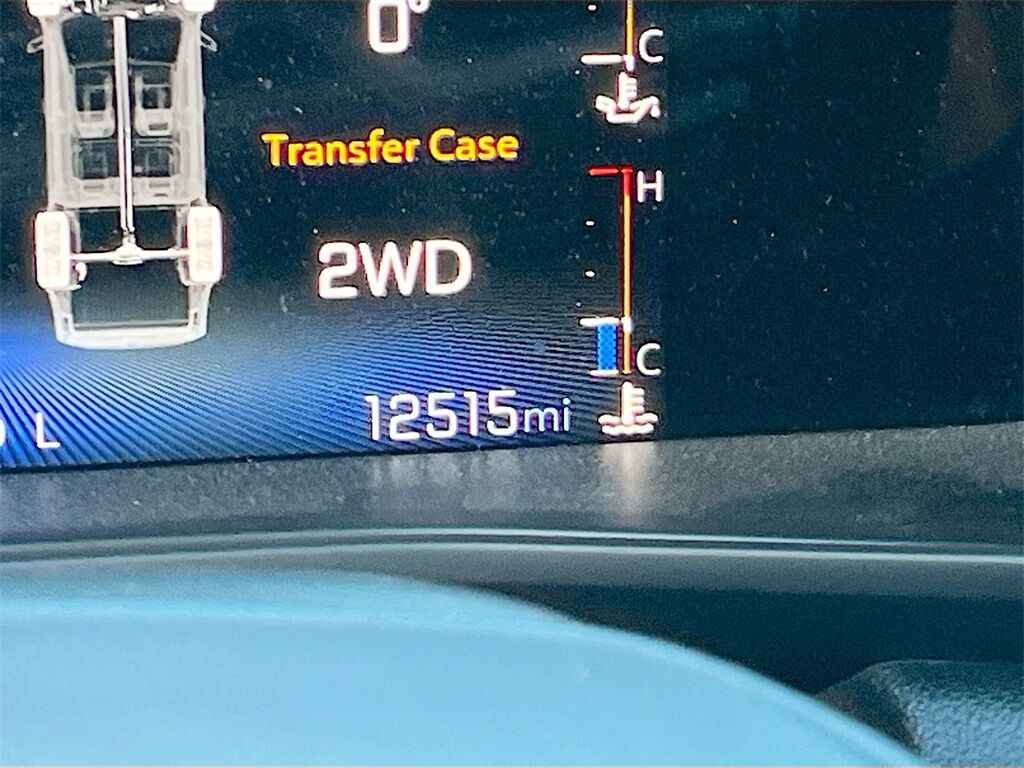 0°
C
Transfer Case
H
2WD
C
L
12515mi